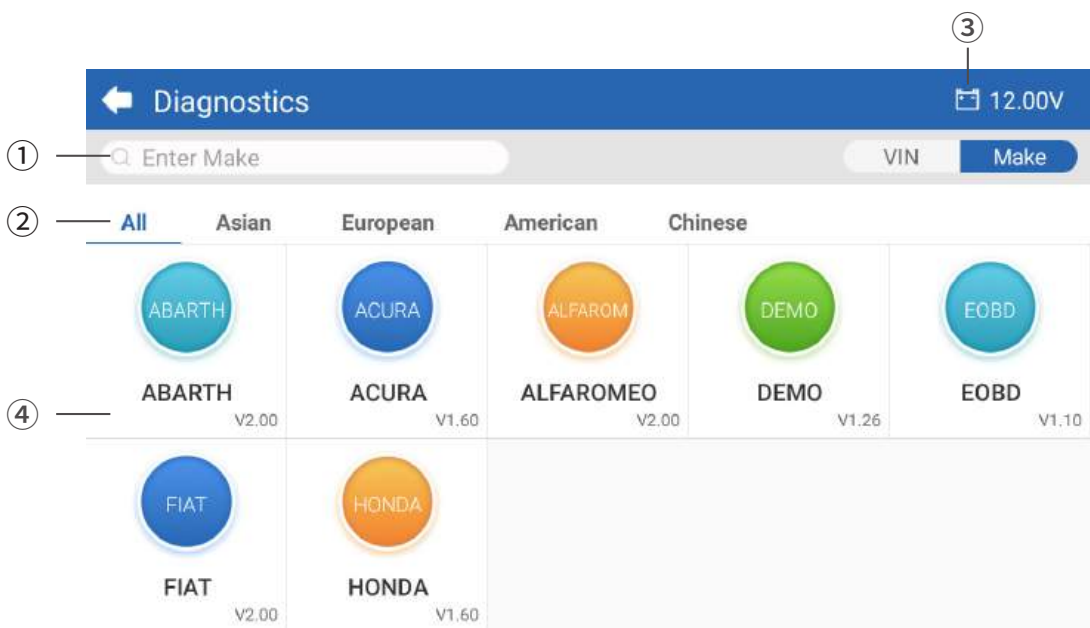 ③
Diagnostics 12.00V
① Enter Make VIN Make
② All Asian European American Chinese
ABARTH ACURA ALFAROM DEMO EOBD
ABARTH ACURA ALFAROMEO DEMO EOBD
④ V2.00 V1.60 V2.00 V1.26 V1.10
FIAT HONDA
FIAT HONDA
V2.00 V1.60